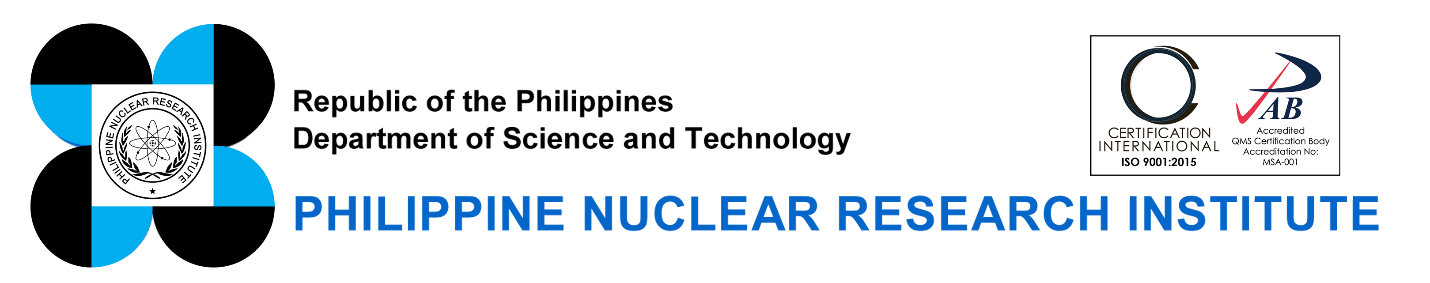 PHILIPPINE NUCLEAR RESEARCH INSTITUTE
Republic of the Philippines
Department of Science and Technology
PHILIPPINE NUCLEAR RESEARCH INSTITUTE
CERTIFICATION
INTERNATIONAL
ISO 9001:2015
PAB
Accredited
QMS Certification Body
Accreditation No:
MSA-001